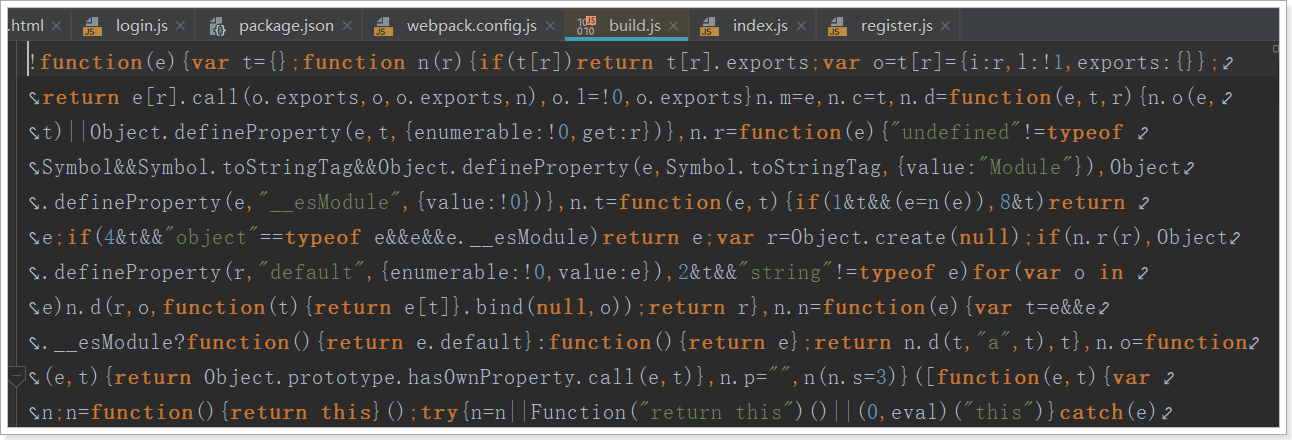 .html × login.js × package.json × webpack.config.js × build.js × index.js × register.js ×
!function(e){var t={};function n(r){if(t[r])return t[r].exports;var o=t[r]={i:r,l:!1,exports:{}};
return e[r].call(o.exports,o,o.exports,n),o.l=!0,o.exports}n.m=e,n.c=t,n.d=function(e,t,r){n.o(e,
t)||Object.defineProperty(e,t,{enumerable:!0,get:r})},n.r=function(e){"undefined"!=typeof
Symbol&&Symbol.toStringTag&&Object.defineProperty(e,Symbol.toStringTag,{value:"Module"}),Object
.defineProperty(e,"__esModule",{value:!0})},n.t=function(e,t){if(1&t&&(e=n(e)),8&t)return
e;if(4&t&&"object"==typeof e&&e&&e.__esModule)return e;var r=Object.create(null);if(n.r(r),Object
.defineProperty(r,"default",{enumerable:!0,value:e}),2&t&&"string"!=typeof e)for(var o in
e)n.d(r,o,function(t){return e[t]}.bind(null,o));return r},n.n=function(e){var t=e&&e
.__esModule?function(){return e.default}:function(){return e};return n.d(t,"a",t),t},n.o=function
(e,t){return Object.prototype.hasOwnProperty.call(e,t)},n.p="",n(n.s=3)}([function(e,t){var
n;n=function(){return this}();try{n=n||Function("return this")()||(0,eval)("this")}catch(e)